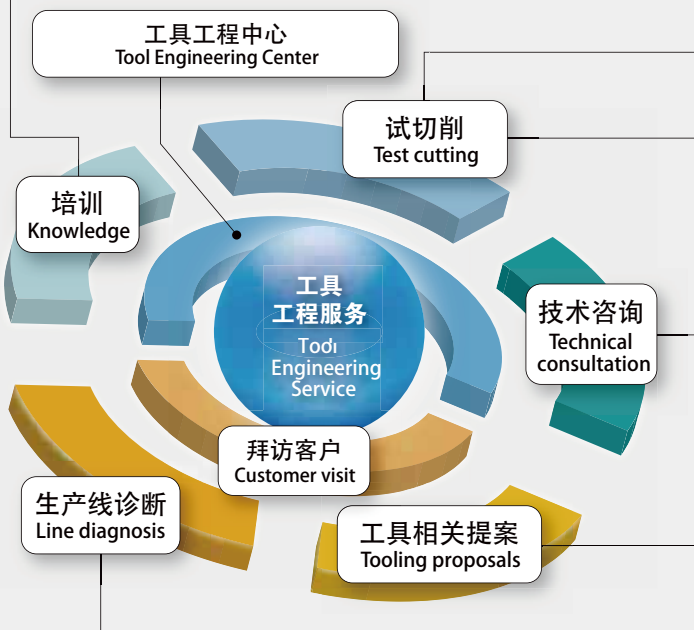 工具工程中心
Tool Engineering Center
试切削
Test cutting
培训
Knowledge
工具
工程服务
Tool
Engineering
Service
技术咨询
Technical
consultation
拜访客户
Customer visit
生产线诊断
Line diagnosis
工具相关提案
Tooling proposals